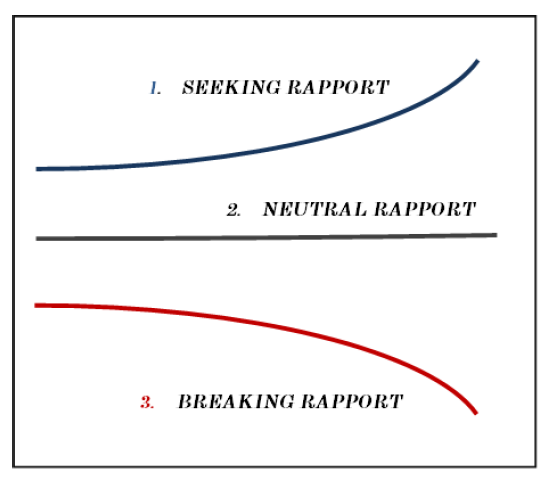 1. SEEKING RAPPORT
2. NEUTRAL RAPPORT
3. BREAKING RAPPORT